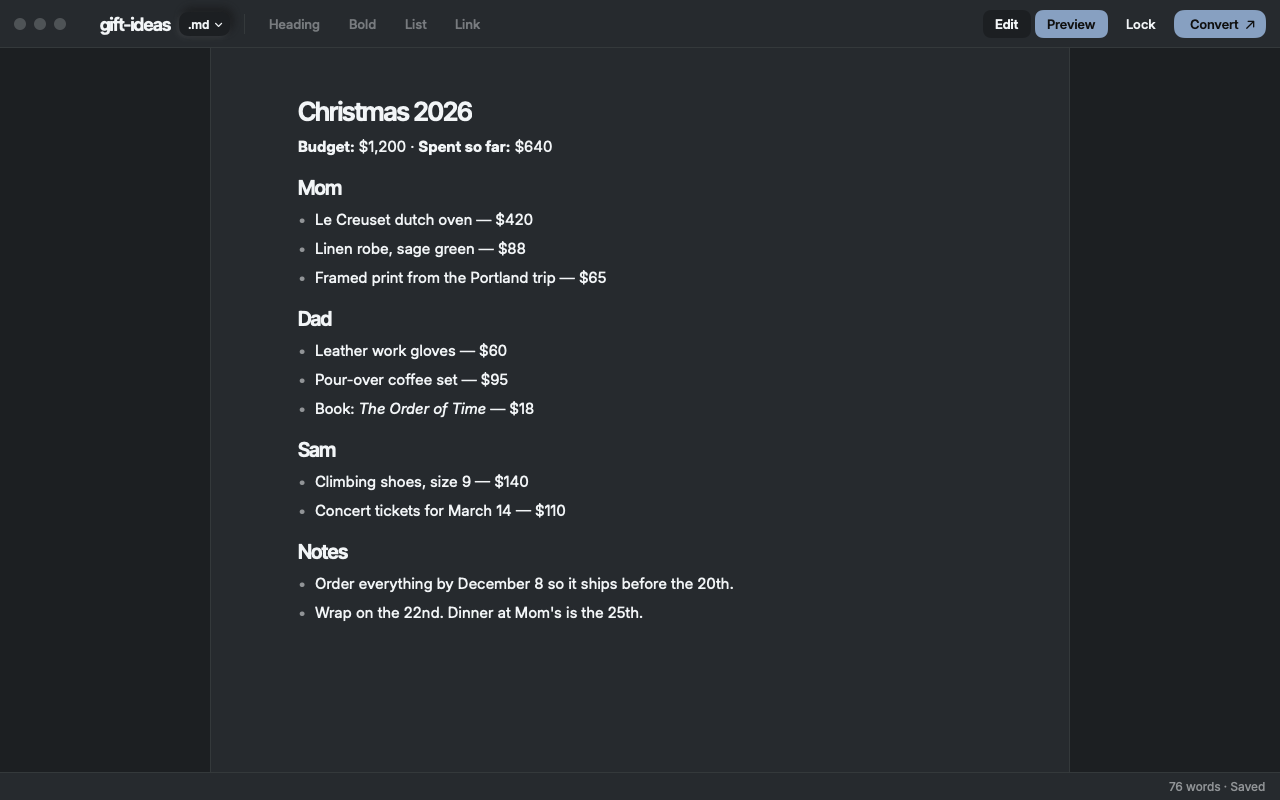 gift-ideas .md Heading Bold List Link Edit Preview Lock Convert
Christmas 2026
Budget: $1,200 · Spent so far: $640
Mom
Le Creuset dutch oven — $420
Linen robe, sage green — $88
Framed print from the Portland trip — $65
Dad
Leather work gloves — $60
Pour-over coffee set — $95
Book: The Order of Time — $18
Sam
Climbing shoes, size 9 — $140
Concert tickets for March 14 — $110
Notes
Order everything by December 8 so it ships before the 20th.
Wrap on the 22nd. Dinner at Mom's is the 25th.
76 words · Saved